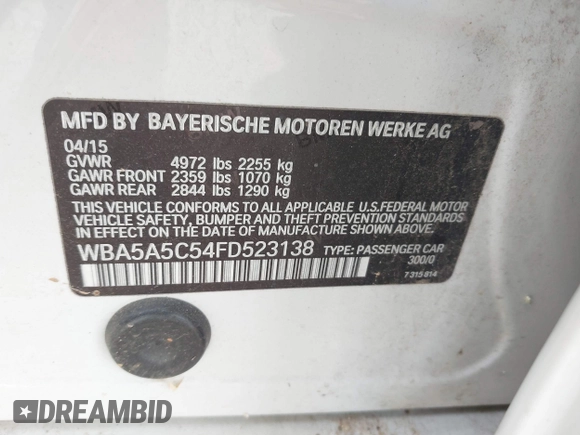 MFD BY BAYERISCHE MOTOREN WERKE AG
04/15
GVWR 4972 lbs 2255 kg
GAWR FRONT 2359 lbs 1070 kg
GAWR REAR 2844 lbs 1290 kg
THIS VEHICLE CONFORMS TO ALL APPLICABLE U.S.FEDERAL MOTOR
VEHICLE SAFETY, BUMPER AND THEFT PREVENTION STANDARDS
IN EFFECT ON THE DATE OF MANUFACTURE SHOWN ABOVE.
WBA5A5C54FD523138 TYPE: PASSENGER CAR
300/0
7 315 814
DREAMBID